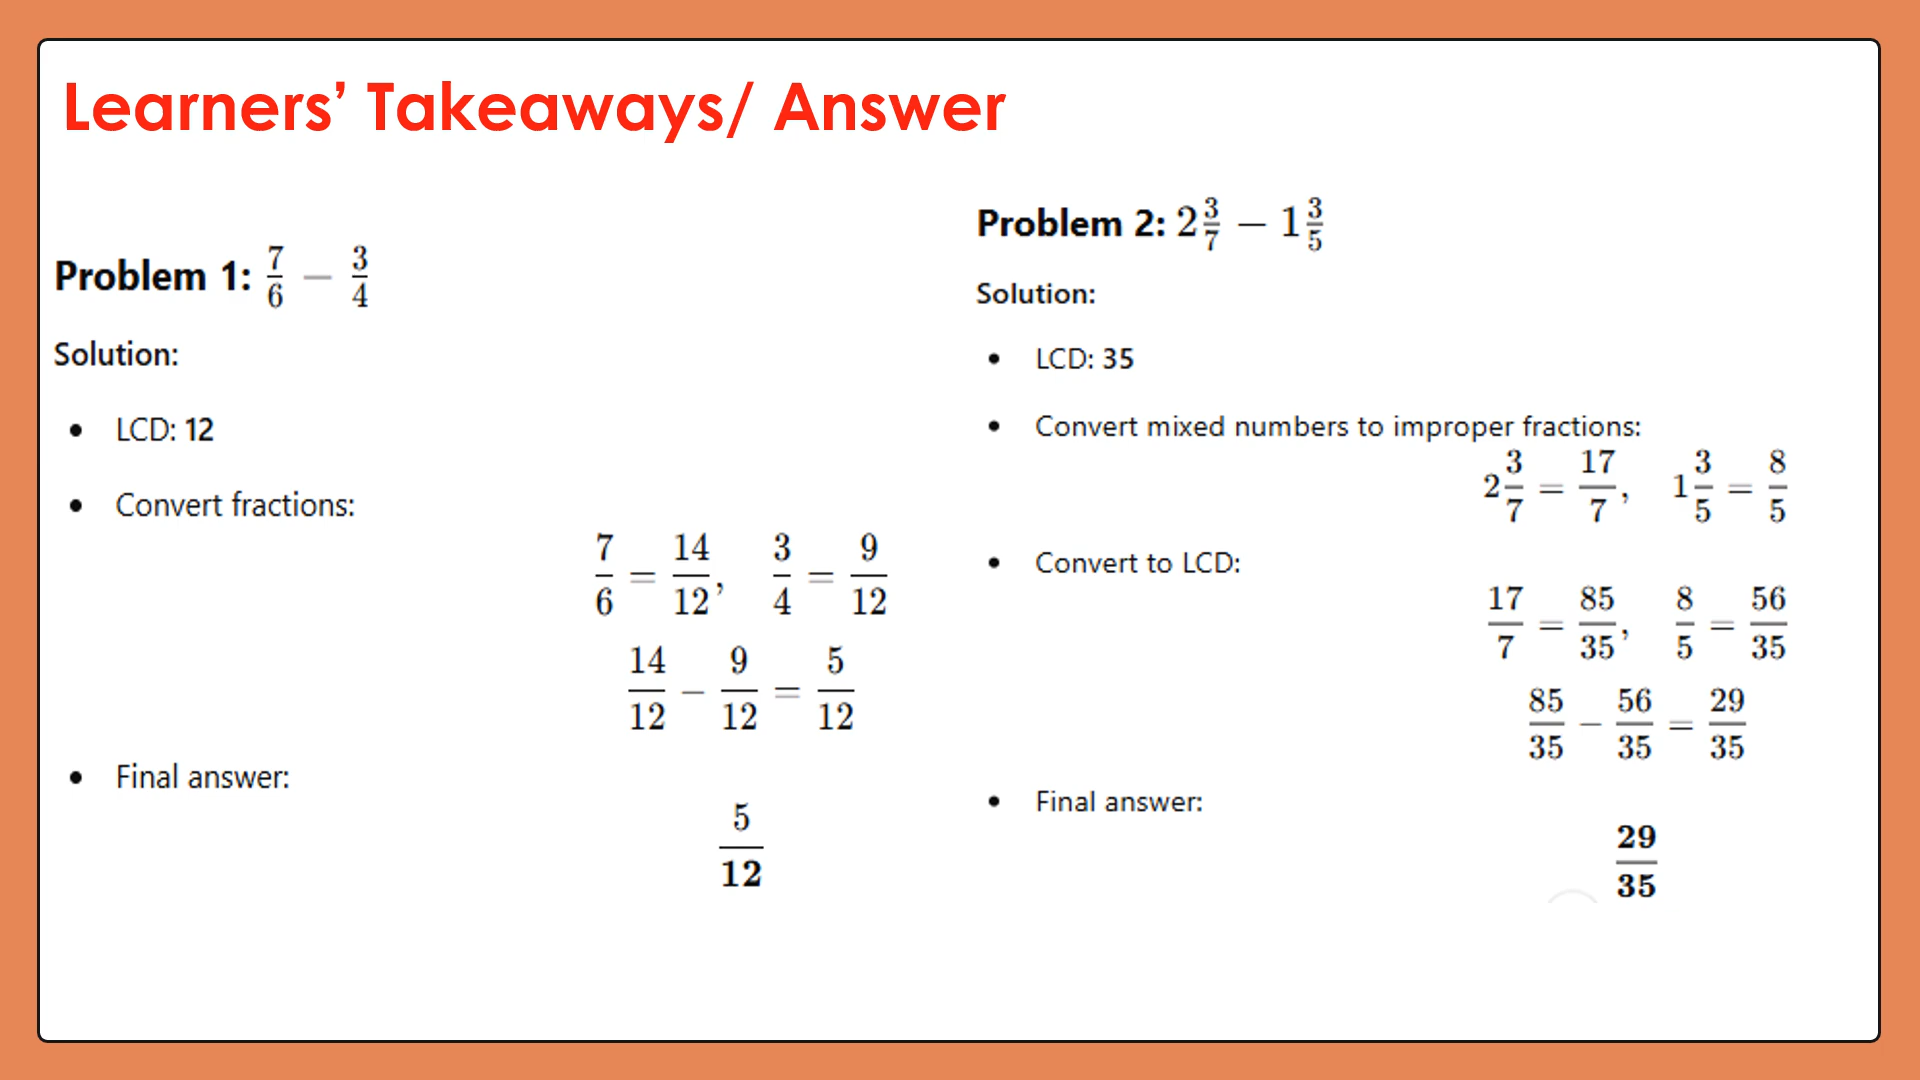 Learners’ Takeaways/ Answer
Problem 1: 7/6 − 3/4
Solution:
• LCD: 12
• Convert fractions:
7/6 = 14/12, 3/4 = 9/12
14/12 − 9/12 = 5/12
• Final answer:
5/12
Problem 2: 2 3/7 − 1 3/5
Solution:
• LCD: 35
• Convert mixed numbers to improper fractions:
2 3/7 = 17/7, 1 3/5 = 8/5
• Convert to LCD:
17/7 = 85/35, 8/5 = 56/35
85/35 − 56/35 = 29/35
• Final answer:
29/35